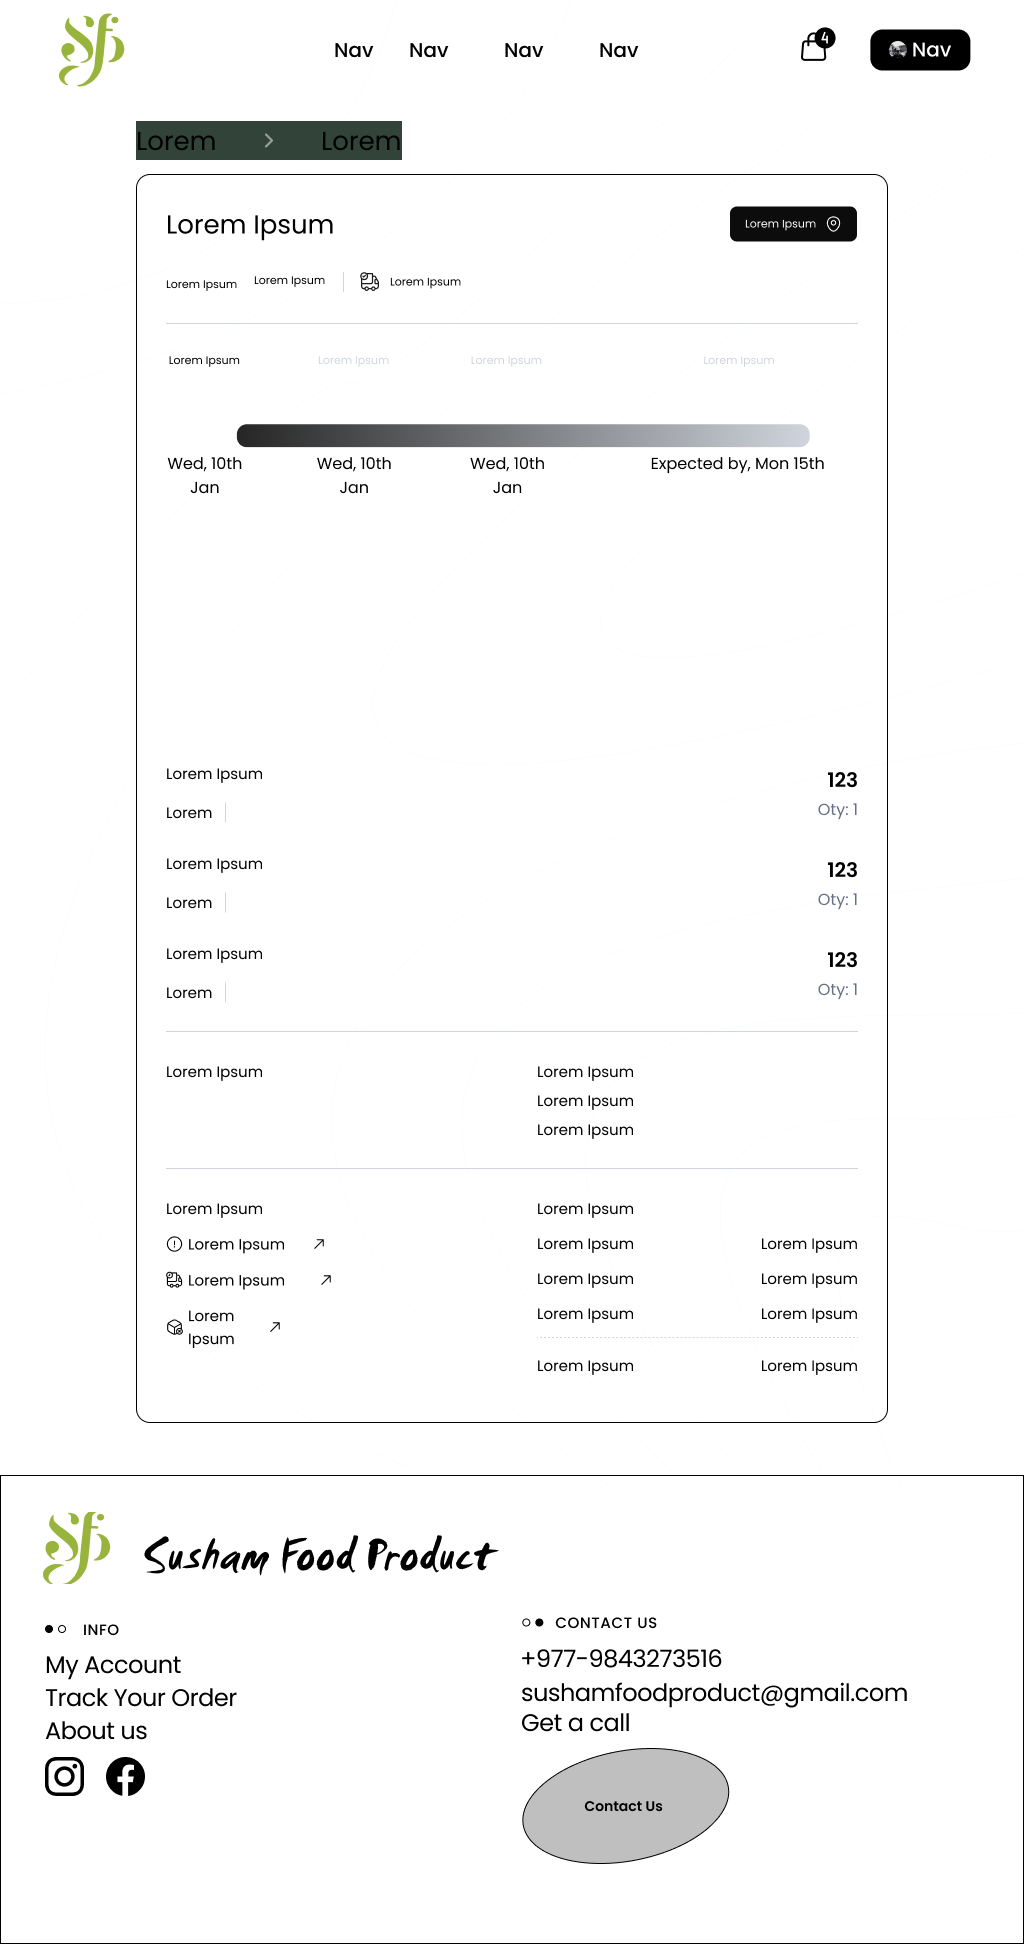 Nav Nav Nav Nav 4 Nav
Lorem > Lorem
Lorem Ipsum
Lorem Ipsum
Lorem Ipsum Lorem Ipsum Lorem Ipsum
Lorem Ipsum Lorem Ipsum Lorem Ipsum Lorem Ipsum
Wed, 10th Wed, 10th Wed, 10th Expected by, Mon 15th
Jan Jan Jan
Lorem Ipsum 123
Lorem Oty: 1
Lorem Ipsum 123
Lorem Oty: 1
Lorem Ipsum 123
Lorem Oty: 1
Lorem Ipsum Lorem Ipsum
Lorem Ipsum
Lorem Ipsum
Lorem Ipsum
Lorem Ipsum
Lorem Ipsum
Lorem
Ipsum
Lorem Ipsum
Lorem Ipsum Lorem Ipsum
Lorem Ipsum Lorem Ipsum
Lorem Ipsum Lorem Ipsum
Lorem Ipsum Lorem Ipsum
Susham Food Product
INFO
My Account
Track Your Order
About us
CONTACT US
+977-9843273516
sushamfoodproduct@gmail.com
Get a call
Contact Us